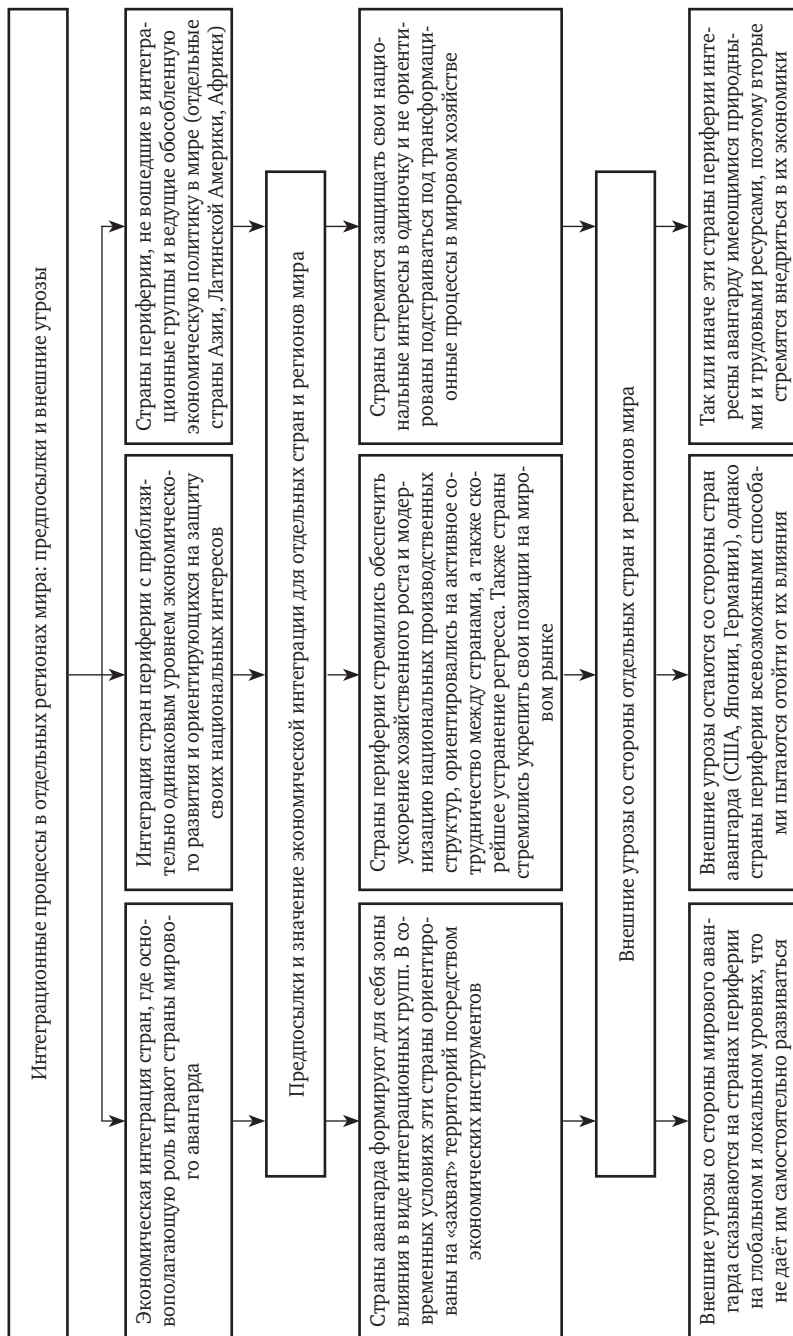 Интеграционные процессы в отдельных регионах мира: предпосылки и внешние угрозы
Экономическая интеграция стран, где осно-
вополагающую роль играют страны мирово-
го авангарда
Интеграция стран периферии с приблизи-
тельно одинаковым уровнем экономическо-
го развития и ориентирующихся на защиту
своих национальных интересов
Страны периферии, не вошедшие в интегра-
ционные группы и ведущие обособленную
экономическую политику в мире (отдельные
страны Азии, Латинской Америки, Африки)
Предпосылки и значение экономической интеграции для отдельных стран и регионов мира
Страны авангарда формируют для себя зоны
влияния в виде интеграционных групп. В со-
временных условиях эти страны ориентиро-
ваны на «захват» территорий посредством
экономических инструментов
Страны периферии стремились обеспечить
ускорение хозяйственного роста и модер-
низацию национальных производственных
структур, ориентировались на активное со-
трудничество между странами, а также ско-
рейшее устранение регресса. Также страны
стремились укрепить свои позиции на миро-
вом рынке
Страны стремятся защищать свои нацио-
нальные интересы в одиночку и не ориенти-
рованы подстраиваться под трансформаци-
онные процессы в мировом хозяйстве
Внешние угрозы со стороны отдельных стран и регионов мира
Внешние угрозы со стороны мирового аван-
гарда сказываются на странах периферии
на глобальном и локальном уровнях, что
не даёт им самостоятельно развиваться
Внешние угрозы остаются со стороны стран
авангарда (США, Японии, Германии), однако
страны периферии всевозможными способа-
ми пытаются отойти от их влияния
Так или иначе эти страны периферии инте-
ресны авангарду имеющимися природны-
ми и трудовыми ресурсами, поэтому вторые
стремятся внедриться в их экономики